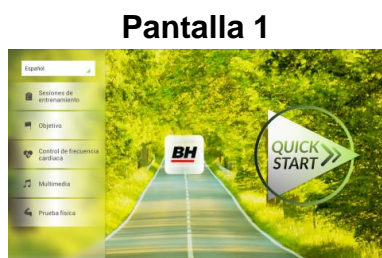 Pantalla 1
Español
Sesiones de
entrenamiento
Objetivo
Control de frecuencia
cardiaca
Multimedia
Prueba física
BH
QUICK
START